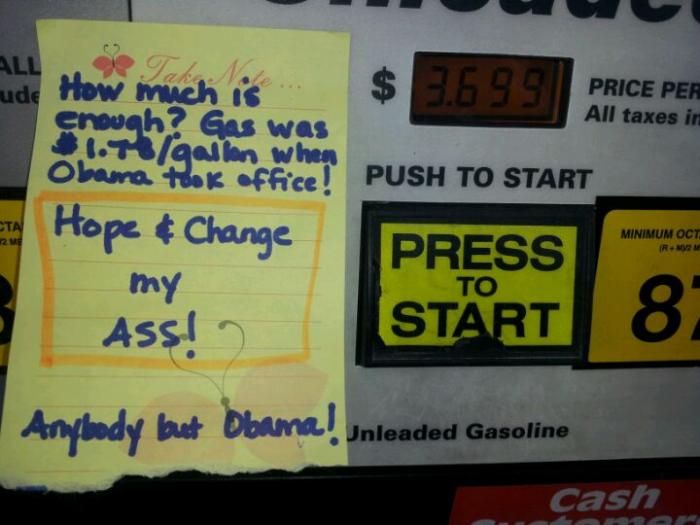 Take Note...
How much is
enough? Gas was
$1.78/gallon when
Obama took office!
Hope & Change
my
ASS!
Anybody but Obama!
ALL
$ 3.699
PRICE PER
All taxes in
PUSH TO START
PRESS
TO
START
MINIMUM OCT
(R + M)/2 M
87
Unleaded Gasoline
Cash